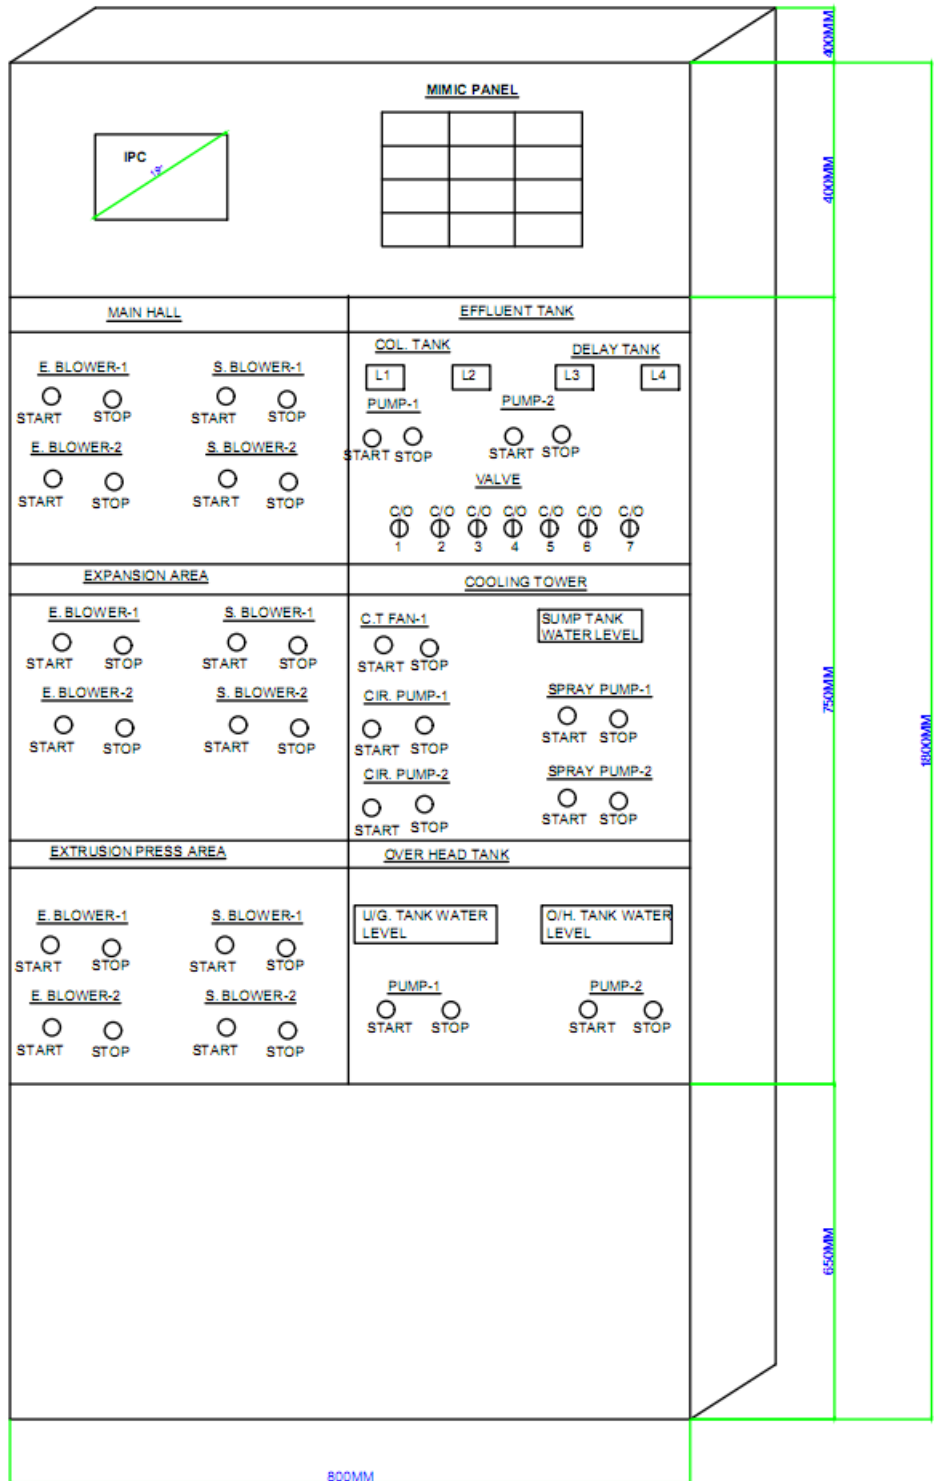 400MM
MIMIC PANEL
IPC
19"
400MM
MAIN HALL
E. BLOWER-1
S. BLOWER-1
START STOP
START STOP
E. BLOWER-2
S. BLOWER-2
START STOP
START STOP
EFFLUENT TANK
COL. TANK
DELAY TANK
L1 L2 L3 L4
PUMP-1 PUMP-2
START STOP
START STOP
VALVE
C/O C/O C/O C/O C/O C/O C/O
1 2 3 4 5 6 7
EXPANSION AREA
E. BLOWER-1
S. BLOWER-1
START STOP
START STOP
E. BLOWER-2
S. BLOWER-2
START STOP
START STOP
COOLING TOWER
C.T FAN-1
START STOP
SUMP TANK
WATER LEVEL
CIR. PUMP-1
START STOP
SPRAY PUMP-1
START STOP
CIR. PUMP-2
START STOP
SPRAY PUMP-2
START STOP
750MM
1800MM
EXTRUSION PRESS AREA
E. BLOWER-1
S. BLOWER-1
START STOP
START STOP
E. BLOWER-2
S. BLOWER-2
START STOP
START STOP
OVER HEAD TANK
U/G. TANK WATER
LEVEL
O/H. TANK WATER
LEVEL
PUMP-1
START STOP
PUMP-2
START STOP
650MM
800MM